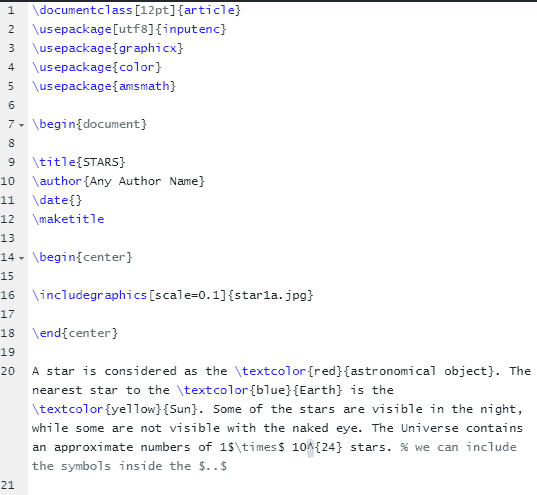 1 \documentclass[12pt]{article}
2 \usepackage[utf8]{inputenc}
3 \usepackage{graphicx}
4 \usepackage{color}
5 \usepackage{amsmath}
6
7 \begin{document}
8
9 \title{STARS}
10 \author{Any Author Name}
11 \date{}
12 \maketitle
13
14 \begin{center}
15
16 \includegraphics[scale=0.1]{star1a.jpg}
17
18 \end{center}
19
20 A star is considered as the \textcolor{red}{astronomical object}. The
nearest star to the \textcolor{blue}{Earth} is the
\textcolor{yellow}{Sun}. Some of the stars are visible in the night,
while some are not visible with the naked eye. The Universe contains
an approximate numbers of 1$\times$ 10^{24} stars. % we can include
the symbols inside the $..$
21